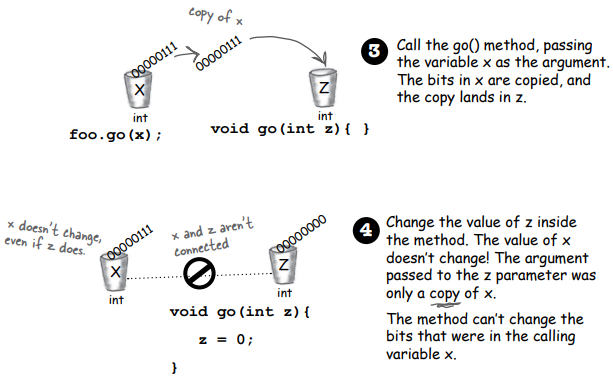 copy of x
00000111
00000111
X
Z
int
int
foo.go(x);
void go(int z){ }
3
Call the go() method, passing
the variable x as the argument.
The bits in x are copied, and
the copy lands in z.
x doesn't change,
even if z does.
00000111
x and z aren't
connected
00000000
X
Z
int
int
void go(int z){
z = 0;
}
4
Change the value of z inside
the method. The value of x
doesn't change! The argument
passed to the z parameter was
only a copy of x.
The method can't change the
bits that were in the calling
variable x.